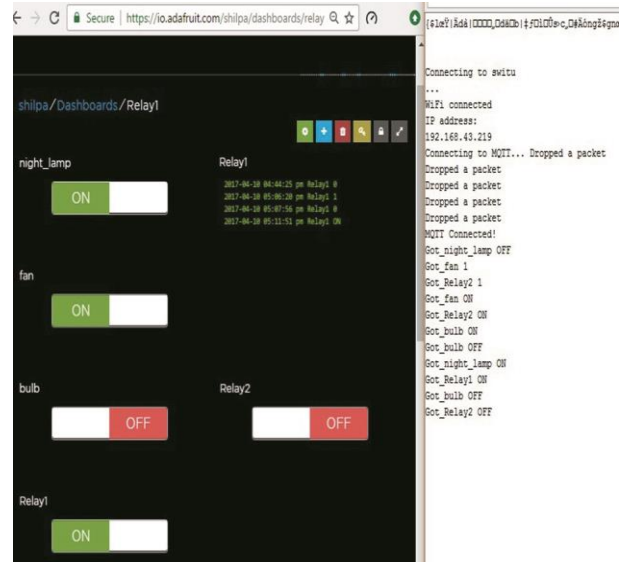 Secure | https://io.adafruit.com/shilpa/dashboards/relay
shilpa/Dashboards/Relay1
night_lamp
ON
Relay1
2017-04-10 04:44:25 pm Relay1 0
2017-04-10 05:06:20 pm Relay1 1
2017-04-10 05:07:56 pm Relay1 0
2017-04-10 05:11:51 pm Relay1 ON
fan
ON
bulb
OFF
Relay2
OFF
Relay1
ON
Connecting to switu
...
WiFi connected
IP address:
192.168.43.219
Connecting to MQTT... Dropped a packet
Dropped a packet
Dropped a packet
Dropped a packet
Dropped a packet
MQTT Connected!
Got_night_lamp OFF
Got_fan 1
Got_Relay2 1
Got_fan ON
Got_Relay2 ON
Got_bulb ON
Got_bulb OFF
Got_night_lamp ON
Got_Relay1 ON
Got_bulb OFF
Got_Relay2 OFF